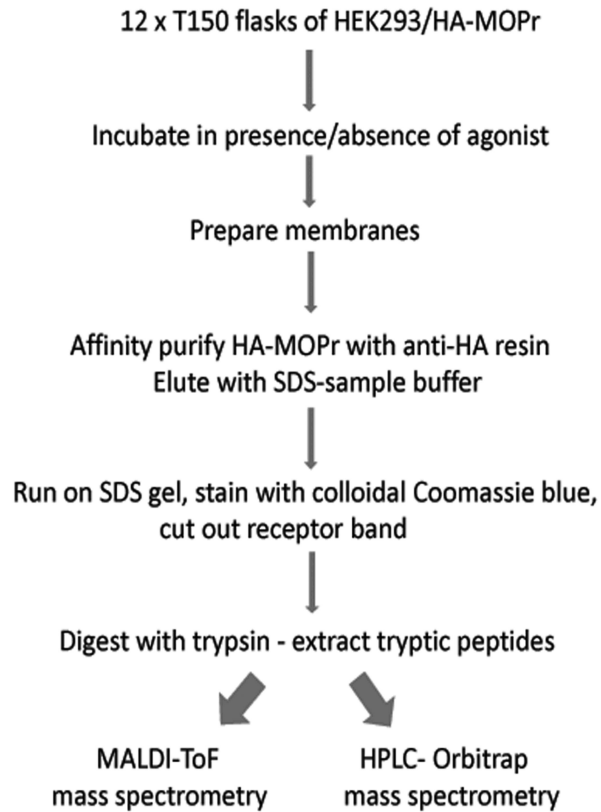 12 x T150 flasks of HEK293/HA-MOPr
Incubate in presence/absence of agonist
Prepare membranes
Affinity purify HA-MOPr with anti-HA resin
Elute with SDS-sample buffer
Run on SDS gel, stain with colloidal Coomassie blue,
cut out receptor band
Digest with trypsin - extract tryptic peptides
MALDI-ToF
mass spectrometry
HPLC- Orbitrap
mass spectrometry